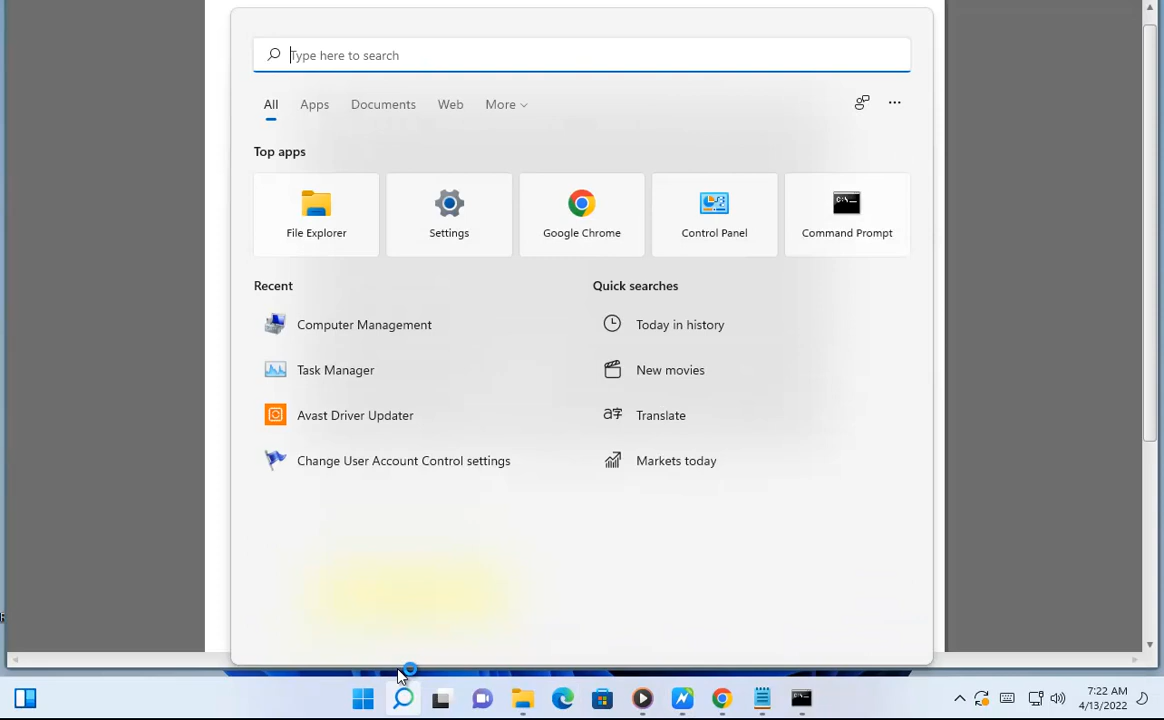 Type here to search
All Apps Documents Web More
Top apps
File Explorer Settings Google Chrome Control Panel Command Prompt
Recent Quick searches
Computer Management Today in history
Task Manager New movies
Avast Driver Updater Translate
Change User Account Control settings Markets today
7:22 AM
4/13/2022